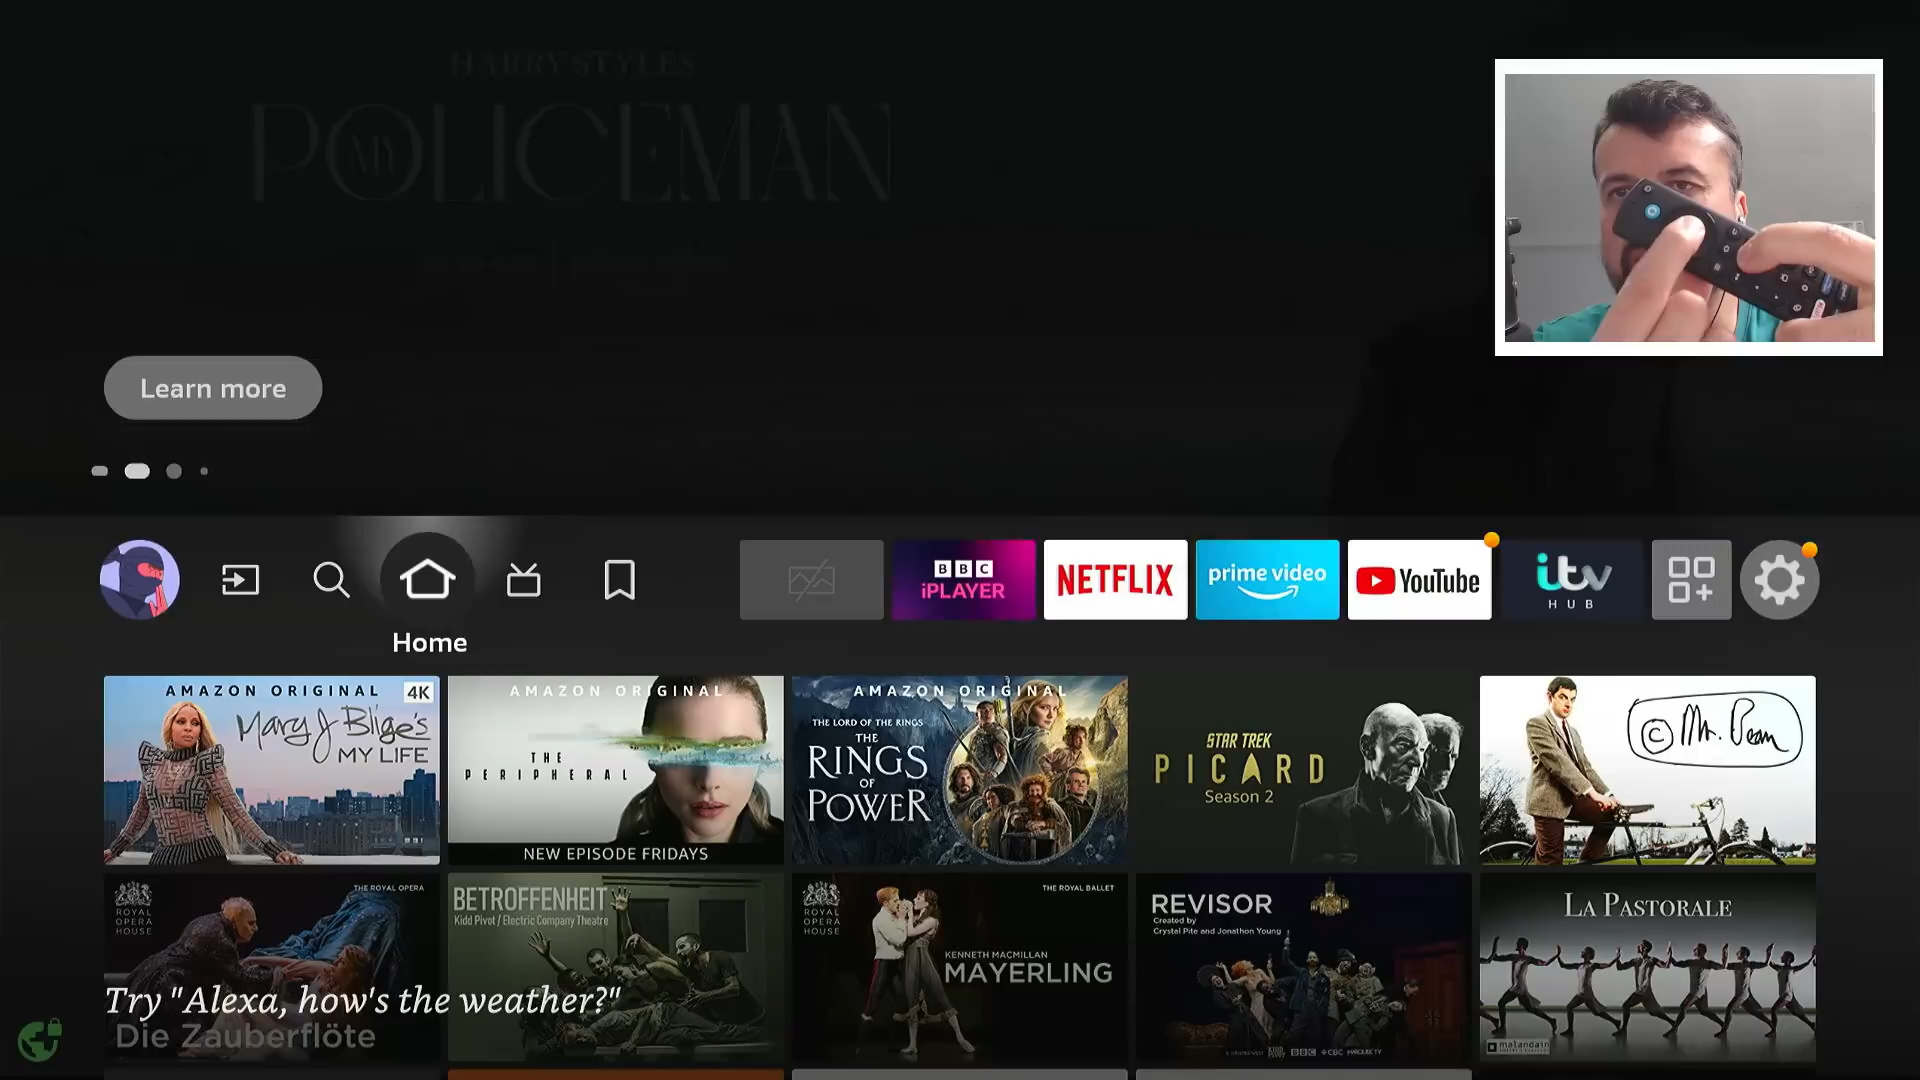 HARRY STYLES
MY POLICEMAN
Learn more
Home
BBC
iPLAYER
NETFLIX
prime video
YouTube
itv
HUB
AMAZON ORIGINAL
4K
Mary J Blige's
MY LIFE
AMAZON ORIGINAL
THE
PERIPHERAL
NEW EPISODE FRIDAYS
AMAZON ORIGINAL
THE LORD OF THE RINGS
THE
RINGS
OF
POWER
STAR TREK
PICARD
Season 2
© Mr. Bean
ROYAL
OPERA
HOUSE
THE ROYAL OPERA
Try "Alexa, how's the weather?"
Die Zauberflöte
BETROFFENHEIT
Kidd Pivot / Electric Company Theatre
ROYAL
OPERA
HOUSE
THE ROYAL BALLET
KENNETH MACMILLAN
MAYERLING
REVISOR
Created by
Crystal Pite and Jonathon Young
BBC
CBC
LA PASTORALE
malandain